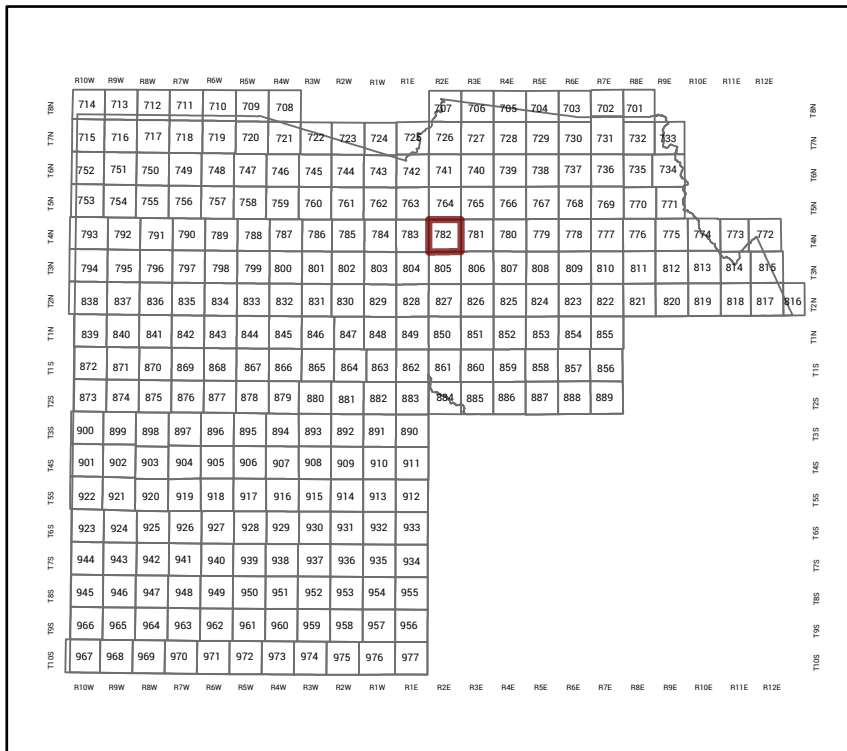 R10W R9W R8W R7W R6W R5W R4W R3W R2W R1W R1E R2E R3E R4E R5E R6E R7E R8E R9E R10E R11E R12E
T8N 714 713 712 711 710 709 708 707 706 705 704 703 702 701 T8N
T7N 715 716 717 718 719 720 721 722 723 724 725 726 727 728 729 730 731 732 733 T7N
T6N 752 751 750 749 748 747 746 745 744 743 742 741 740 739 738 737 736 735 734 T6N
T5N 753 754 755 756 757 758 759 760 761 762 763 764 765 766 767 768 769 770 771 T5N
T4N 793 792 791 790 789 788 787 786 785 784 783 782 781 780 779 778 777 776 775 774 773 772 T4N
T3N 794 795 796 797 798 799 800 801 802 803 804 805 806 807 808 809 810 811 812 813 814 815 T3N
T2N 838 837 836 835 834 833 832 831 830 829 828 827 826 825 824 823 822 821 820 819 818 817 816 T2N
T1N 839 840 841 842 843 844 845 846 847 848 849 850 851 852 853 854 855 T1N
T1S 872 871 870 869 868 867 866 865 864 863 862 861 860 859 858 857 856 T1S
T2S 873 874 875 876 877 878 879 880 881 882 883 884 885 886 887 888 889 T2S
T3S 900 899 898 897 896 895 894 893 892 891 890 T3S
T4S 901 902 903 904 905 906 907 908 909 910 911 T4S
T5S 922 921 920 919 918 917 916 915 914 913 912 T5S
T6S 923 924 925 926 927 928 929 930 931 932 933 T6S
T7S 944 943 942 941 940 939 938 937 936 935 934 T7S
T8S 945 946 947 948 949 950 951 952 953 954 955 T8S
T9S 966 965 964 963 962 961 960 959 958 957 956 T9S
T10S 967 968 969 970 971 972 973 974 975 976 977 T10S
R10W R9W R8W R7W R6W R5W R4W R3W R2W R1W R1E R2E R3E R4E R5E R6E R7E R8E R9E R10E R11E R12E